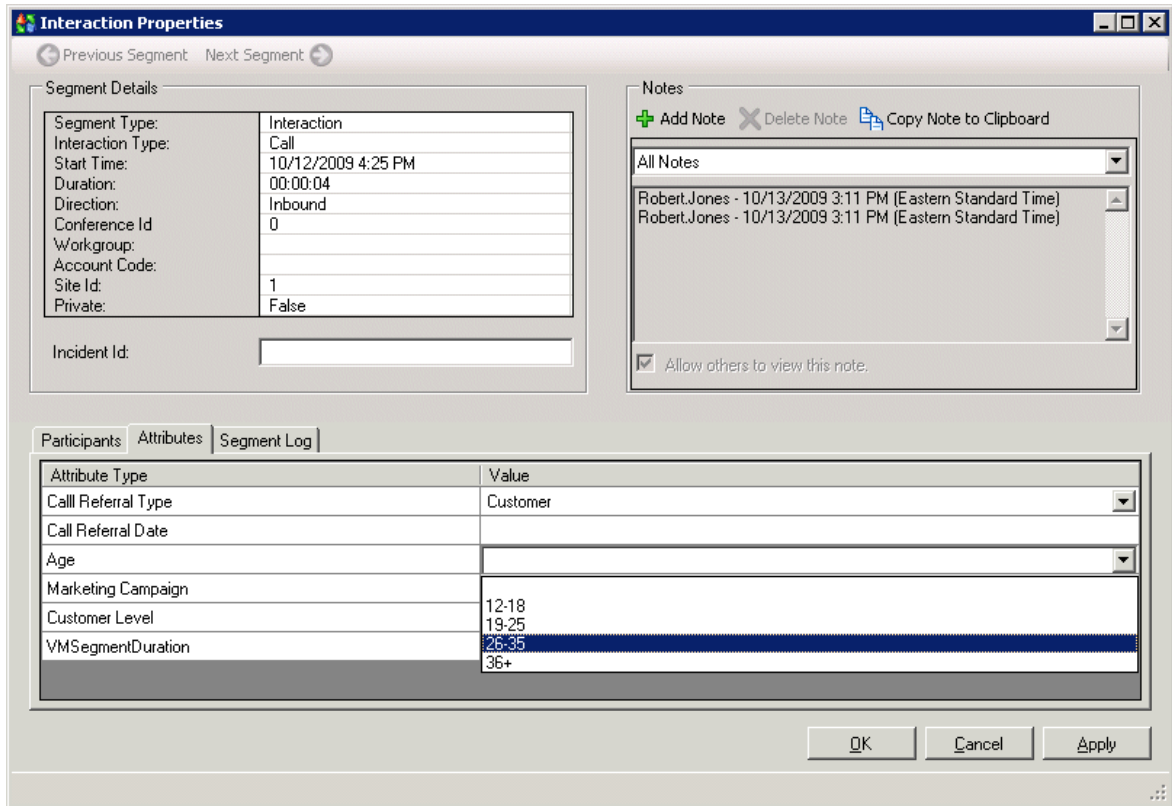 Interaction Properties
Previous Segment Next Segment
Segment Details
Segment Type: Interaction
Interaction Type: Call
Start Time: 10/12/2009 4:25 PM
Duration: 00:00:04
Direction: Inbound
Conference Id 0
Workgroup:
Account Code:
Site Id: 1
Private: False
Incident Id:
Notes
Add Note Delete Note Copy Note to Clipboard
All Notes
Robert.Jones - 10/13/2009 3:11 PM (Eastern Standard Time)
Robert.Jones - 10/13/2009 3:11 PM (Eastern Standard Time)
Allow others to view this note.
Participants Attributes Segment Log
Attribute Type Value
Calll Referral Type Customer
Call Referral Date
Age
Marketing Campaign
Customer Level
VMSegmentDuration
12-18
19-25
26-35
36+
OK Cancel Apply